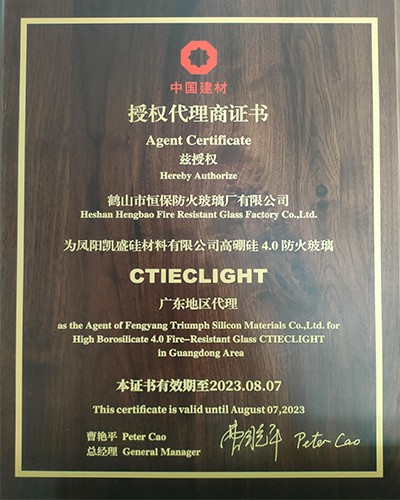 中国建材
授权代理商证书
Agent Certificate
兹授权
Hereby Authorize
鹤山市恒保防火玻璃厂有限公司
Heshan Hengbao Fire Resistant Glass Factory Co.,Ltd.
为凤阳凯盛硅材料有限公司高硼硅 4.0 防火玻璃
CTIECLIGHT
广东地区代理
as the Agent of Fengyang Triumph Silicon Materials Co.,Ltd. for
High Borosilicate 4.0 Fire-Resistant Glass CTIECLIGHT
in Guangdong Area
本证书有效期至2023.08.07
This certificate is valid until August 07,2023
曹艳平 Peter Cao
总经理 General Manager
曹艳平 Peter Cao